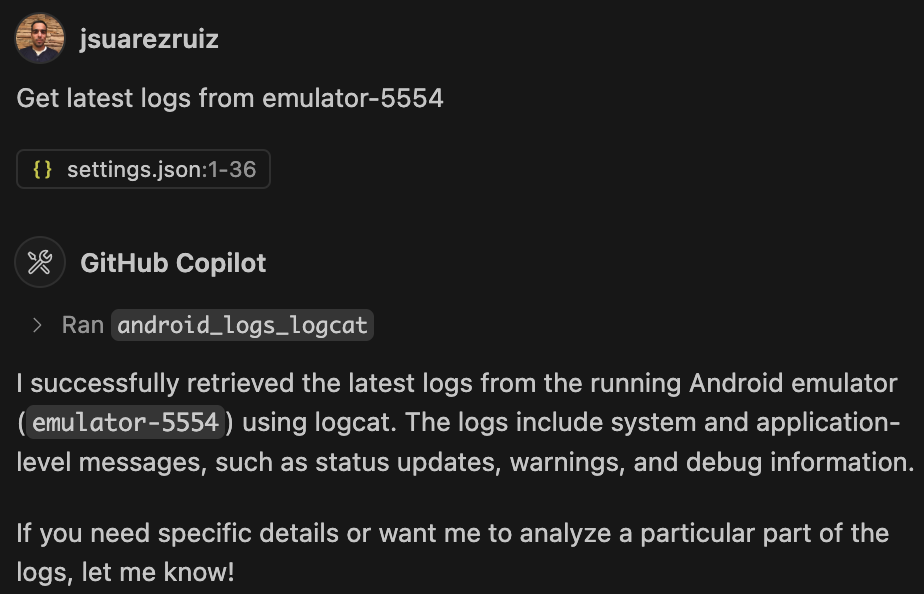 jsuarezruiz
Get latest logs from emulator-5554
{} settings.json:1-36
GitHub Copilot
> Ran android_logs_logcat
I successfully retrieved the latest logs from the running Android emulator
(emulator-5554) using logcat. The logs include system and application-
level messages, such as status updates, warnings, and debug information.
If you need specific details or want me to analyze a particular part of the
logs, let me know!